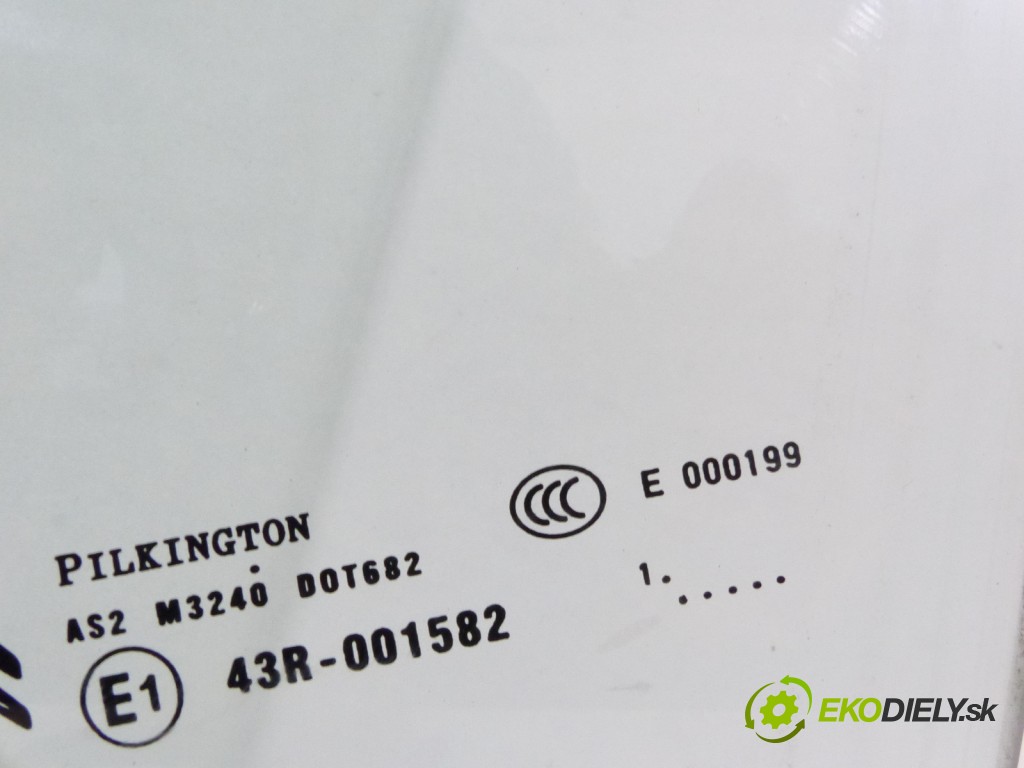 PILKINGTON
AS2 M3240 DOT682
E1 43R-001582
CCC E 000199
1......
EKODIELY.sk